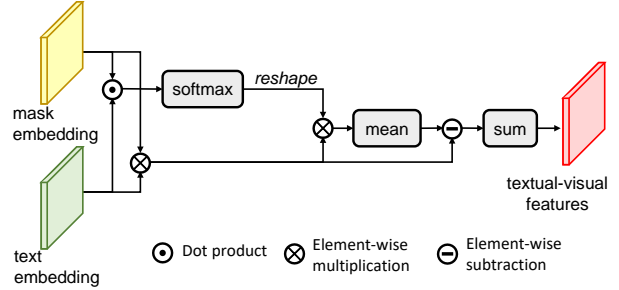 mask
embedding
softmax
reshape
mean
sum
textual-visual
features
text
embedding
Dot product
Element-wise
multiplication
Element-wise
subtraction